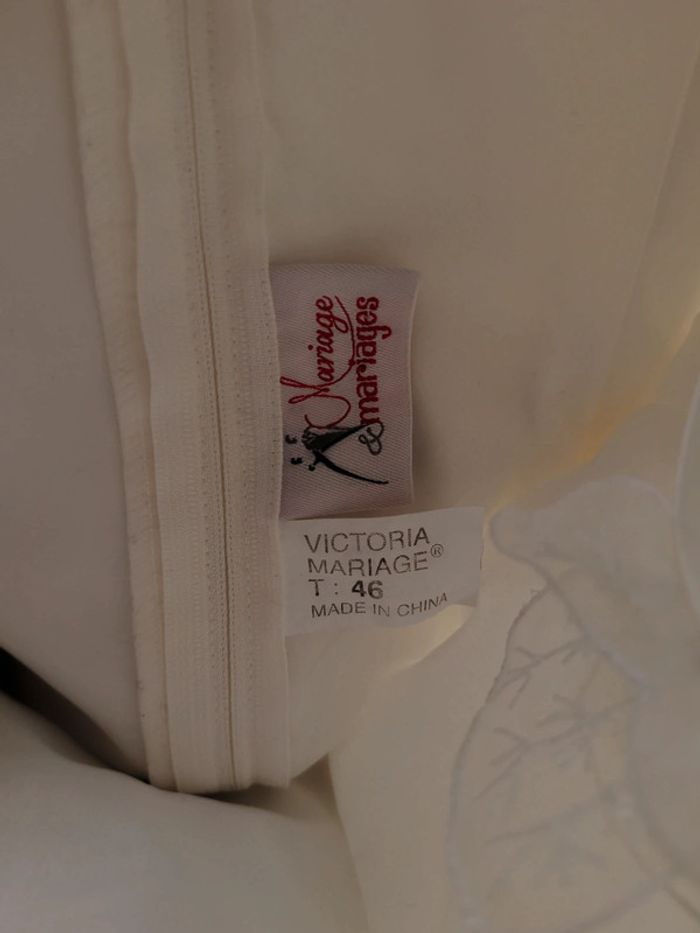 Mariage
& mariages
VICTORIA
MARIAGE®
T : 46
MADE IN CHINA